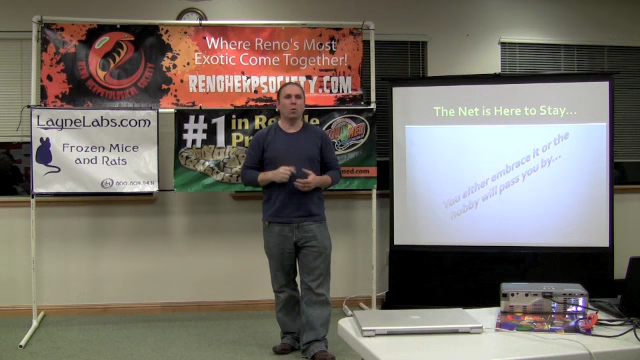 Where Reno's Most
Exotic Come Together!
RENOHERPSOCIETY.COM
LayneLabs.com
Frozen Mice
and Rats
#1 in
The Net is Here to Stay...
You either embrace it or the
hobby will pass you by...